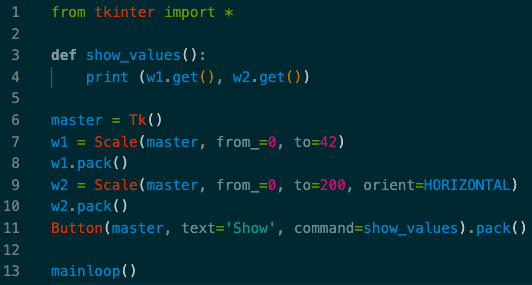 1 from tkinter import *
2
3 def show_values():
4     print (w1.get(), w2.get())
5
6 master = Tk()
7 w1 = Scale(master, from_=0, to=42)
8 w1.pack()
9 w2 = Scale(master, from_=0, to=200, orient=HORIZONTAL)
10 w2.pack()
11 Button(master, text='Show', command=show_values).pack()
12
13 mainloop()